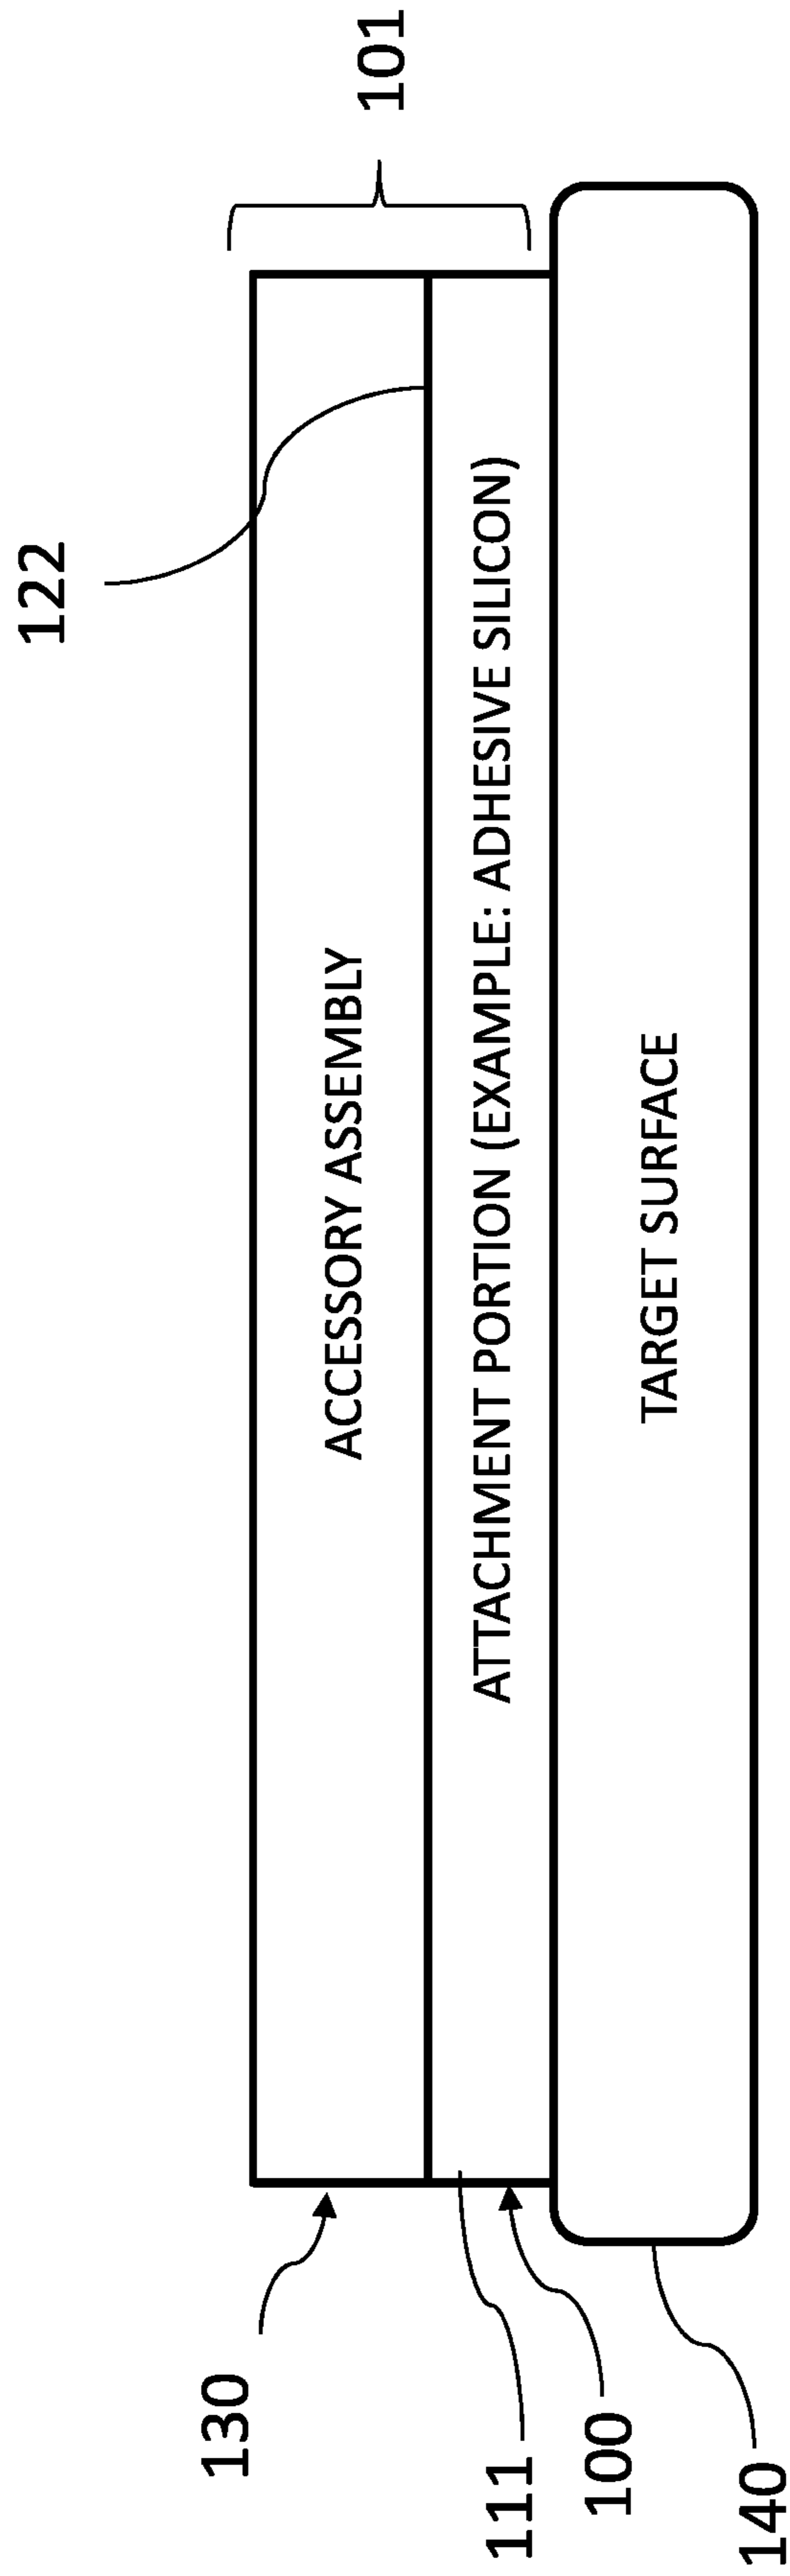 122
101
130
ACCESSORY ASSEMBLY
111
ATTACHMENT PORTION (EXAMPLE: ADHESIVE SILICON)
100
TARGET SURFACE
140